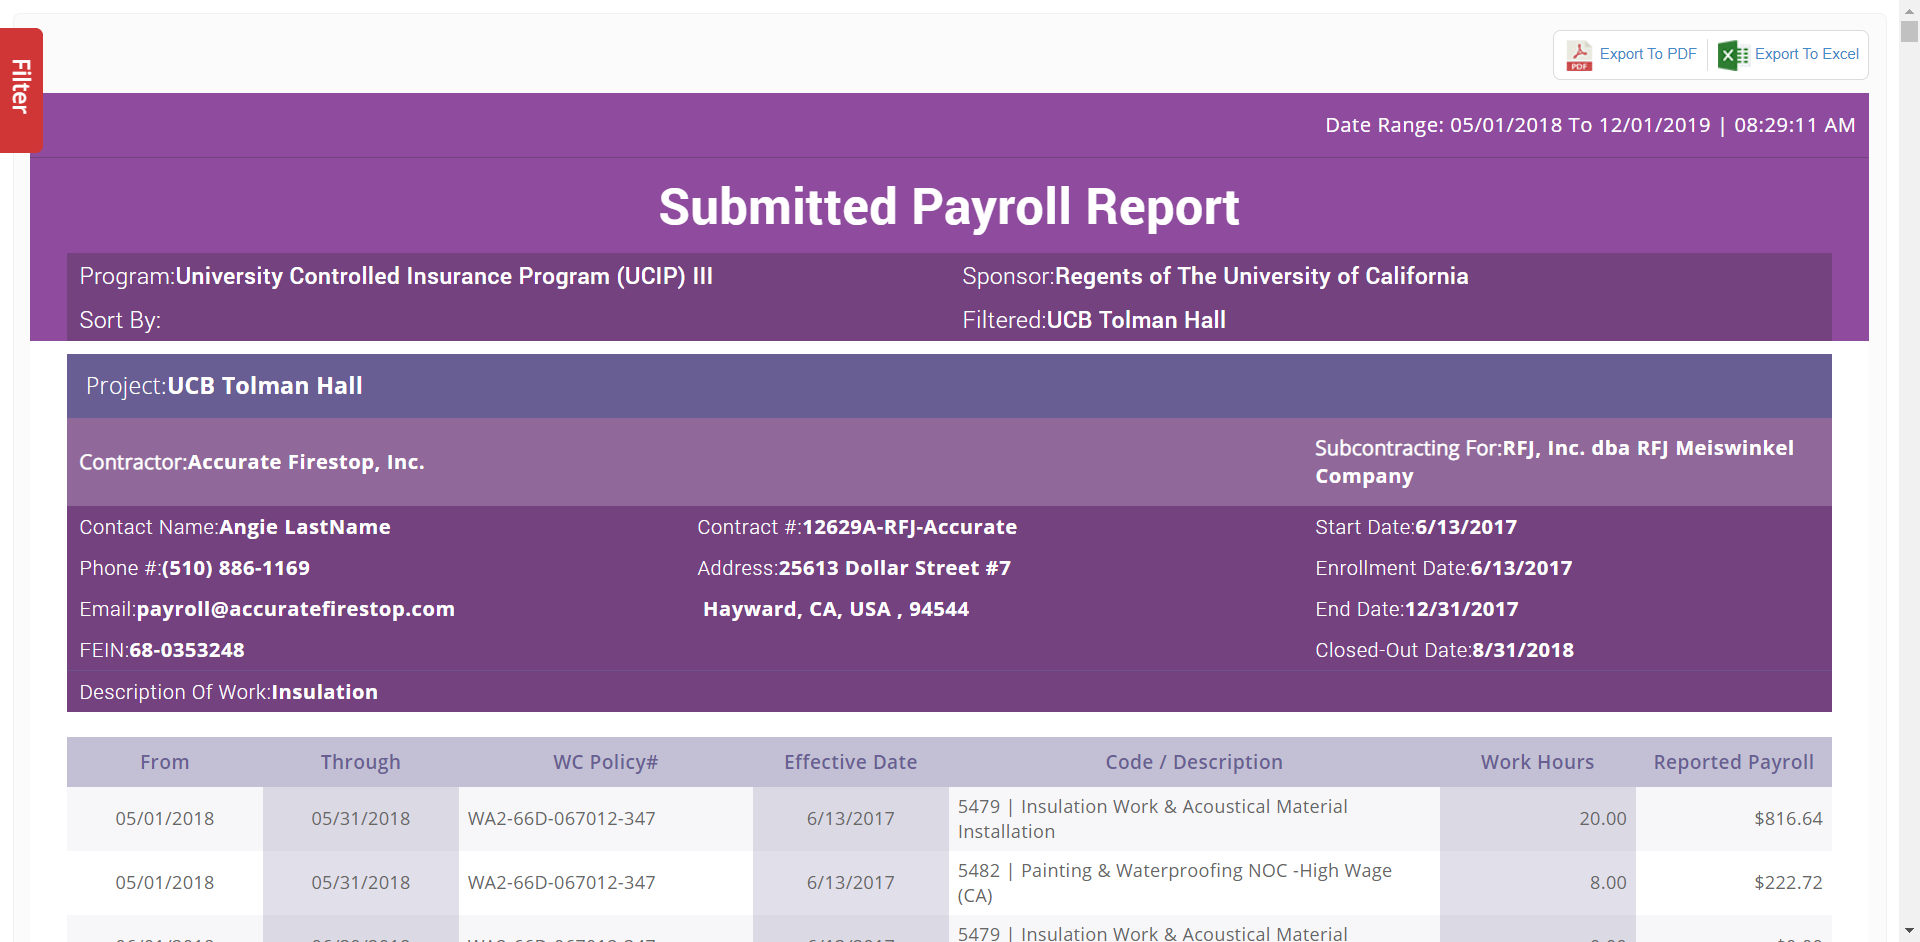 Filter
PDF Export To PDF
Export To Excel
Date Range: 05/01/2018 To 12/01/2019 | 08:29:11 AM
Submitted Payroll Report
Program:University Controlled Insurance Program (UCIP) III
Sponsor:Regents of The University of California
Sort By:
Filtered:UCB Tolman Hall
Project:UCB Tolman Hall
Contractor:Accurate Firestop, Inc.
Subcontracting For:RFJ, Inc. dba RFJ Meiswinkel
Company
Contact Name:Angie LastName
Contract #:12629A-RFJ-Accurate
Start Date:6/13/2017
Phone #:(510) 886-1169
Address:25613 Dollar Street #7
Enrollment Date:6/13/2017
Email:payroll@accuratefirestop.com
Hayward, CA, USA , 94544
End Date:12/31/2017
FEIN:68-0353248
Closed-Out Date:8/31/2018
Description Of Work:Insulation
From Through WC Policy# Effective Date Code / Description Work Hours Reported Payroll
05/01/2018 05/31/2018 WA2-66D-067012-347 6/13/2017 5479 | Insulation Work & Acoustical Material
Installation 20.00 $816.64
05/01/2018 05/31/2018 WA2-66D-067012-347 6/13/2017 5482 | Painting & Waterproofing NOC -High Wage
(CA) 8.00 $222.72
5479 | Insulation Work & Acoustical Material